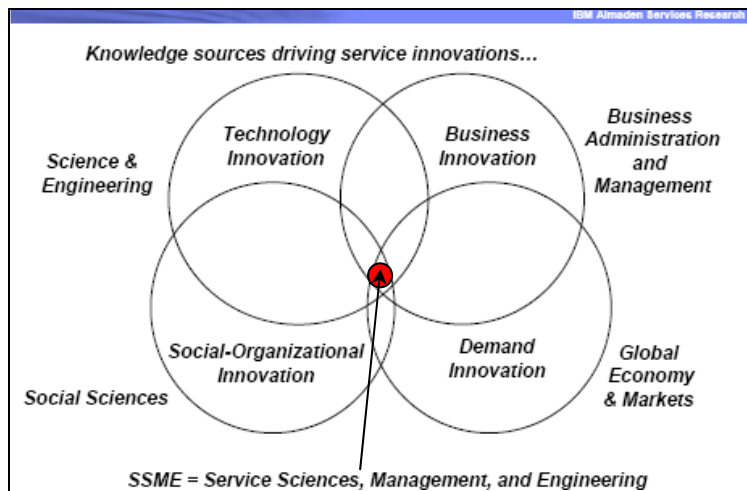 IBM Almaden Services Research
Knowledge sources driving service innovations…
Technology
Innovation
Business
Innovation
Business
Administration
and
Management
Science &
Engineering
Social-Organizational
Innovation
Demand
Innovation
Global
Economy
& Markets
Social Sciences
SSME = Service Sciences, Management, and Engineering